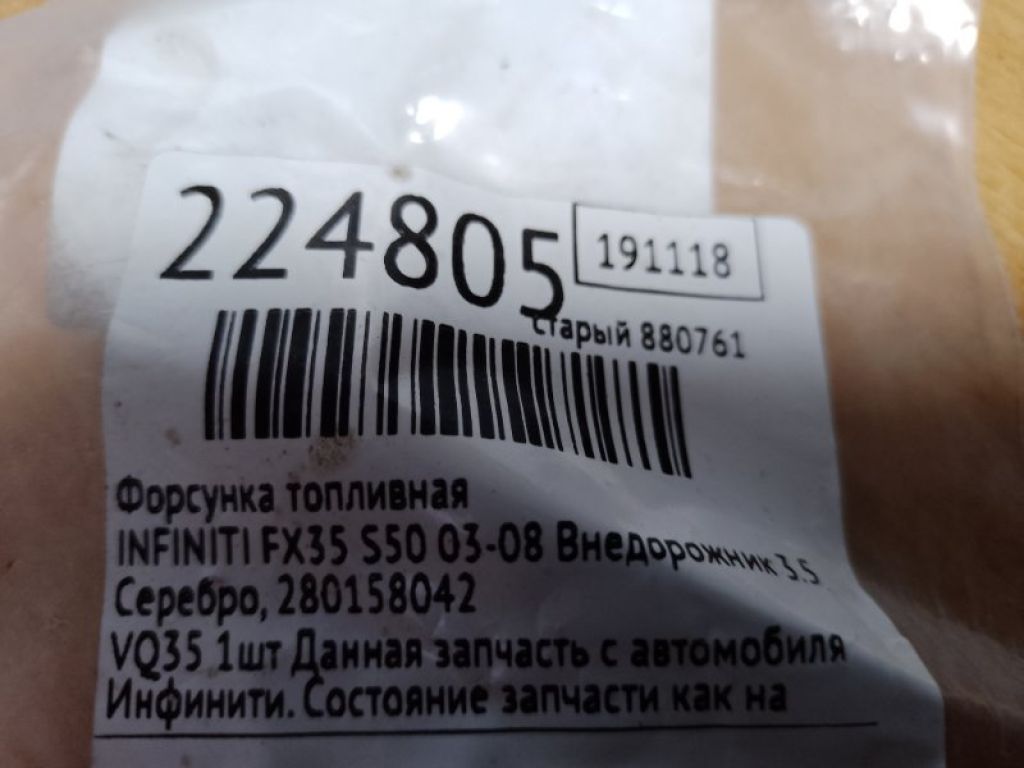 224805
191118
старый 880761
Форсунка топливная
INFINITI FX35 S50 03-08 Внедорожник 3.5
Серебро, 280158042
VQ35 1шт Данная запчасть с автомобиля
Инфинити. Состояние запчасти как на